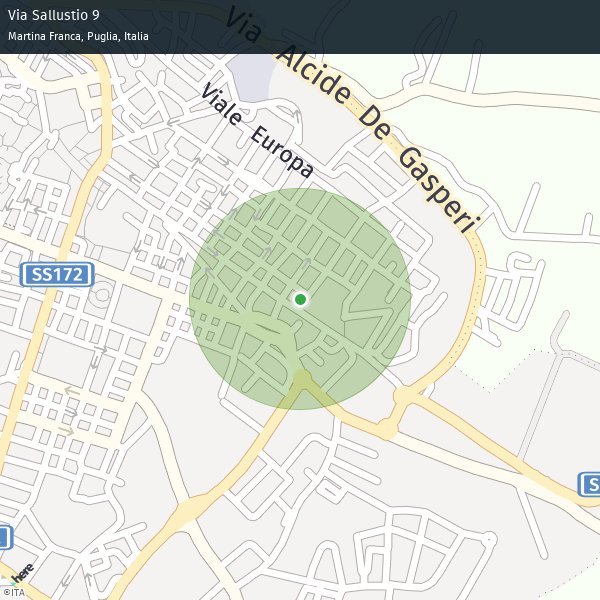 Via Sallustio 9
Martina Franca, Puglia, Italia
Via Alcide De Gasperi
Viale Europa
SS172
S
here
©ITA